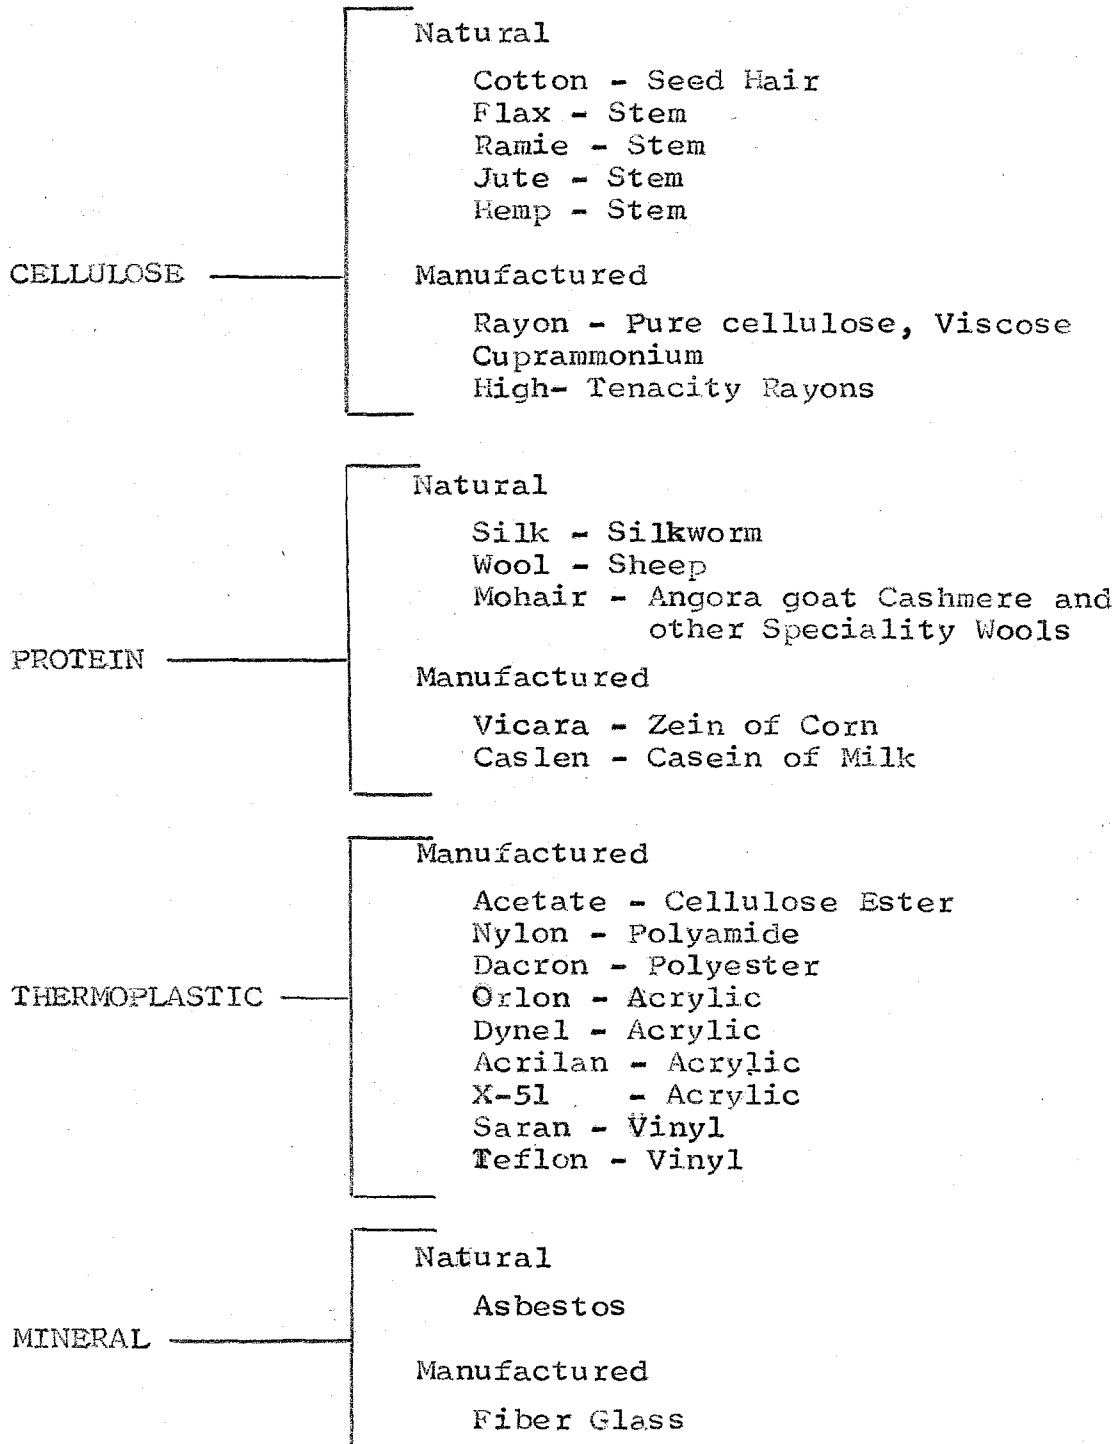 Natural
Cotton - Seed Hair
Flax - Stem
Ramie - Stem
Jute - Stem
Hemp - Stem
CELLULOSE
Manufactured
Rayon - Pure cellulose, Viscose
Cuprammonium
High- Tenacity Rayons
Natural
Silk - Silkworm
Wool - Sheep
Mohair - Angora goat Cashmere and
other Speciality Wools
PROTEIN
Manufactured
Vicara - Zein of Corn
Caslen - Casein of Milk
Manufactured
Acetate - Cellulose Ester
Nylon - Polyamide
Dacron - Polyester
THERMOPLASTIC
Orlon - Acrylic
Dynel - Acrylic
Acrilan - Acrylic
X-51 - Acrylic
Saran - Vinyl
Teflon - Vinyl
Natural
Asbestos
MINERAL
Manufactured
Fiber Glass